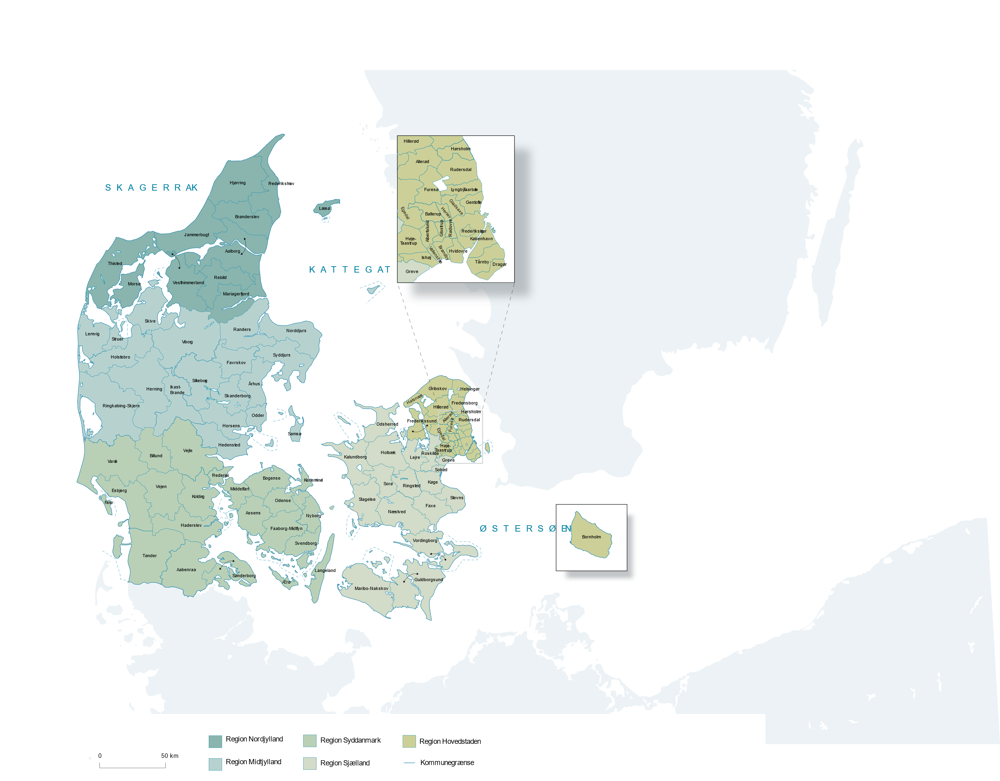 SKAGERRAK
KATTEGAT
ØSTERSØEN
Hillerød
Hørsholm
Allerød
Rudersdal
Furesø
Lyngby-Taarbæk
Gentofte
Gladsaxe
Egedal
Ballerup
Herlev
Albertslund
Glostrup
Rødovre
Frederiksberg
København
Høje-
Taastrup
Vallensbæk
Brøndby
Hvidovre
Ishøj
Tårnby
Dragør
Greve
Hjørring
Frederikshavn
Læsø
Brønderslev
Jammerbugt
Aalborg
Thisted
Morsø
Vesthimmerland
Rebild
Mariagerfjord
Skive
Lemvig
Struer
Randers
Norddjurs
Viborg
Holstebro
Syddjurs
Favrskov
Silkeborg
Århus
Herning
Ikast-
Brande
Skanderborg
Ringkøbing-Skjern
Odder
Horsens
Samsø
Hedensted
Gribskov
Helsingør
Halsnæs
Hillerød
Fredensborg
Hørsholm
Allerød
Rudersdal
Frederikssund
Furesø
Egedal
Høje-
Taastrup
Odsherred
Kalundborg
Holbæk
Lejre
Roskilde
Greve
Solrød
Sorø
Ringsted
Køge
Slagelse
Stevns
Faxe
Næstved
Vordingborg
Guldborgsund
Maribo-Nakskov
Varde
Billund
Vejle
Fredericia
Vejen
Esbjerg
Kolding
Fanø
Haderslev
Tønder
Aabenraa
Sønderborg
Bogense
Kerteminde
Middelfart
Odense
Assens
Nyborg
Faaborg-Midtfyn
Svendborg
Langeland
Ærø
Bornholm
Region Nordjylland
Region Syddanmark
Region Hovedstaden
Region Midtjylland
Region Sjælland
Kommunegrænse
0
50 km